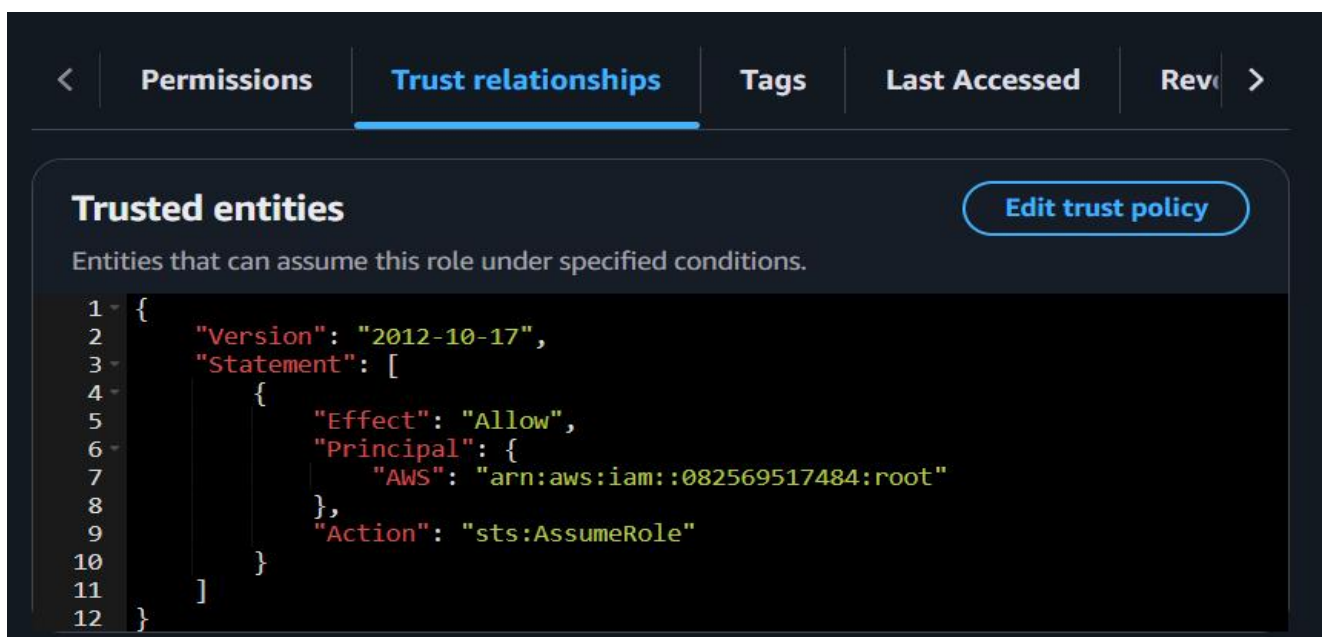 Permissions Trust relationships Tags Last Accessed Rev
Trusted entities Edit trust policy
Entities that can assume this role under specified conditions.
1 {
2 "Version": "2012-10-17",
3 "Statement": [
4 {
5 "Effect": "Allow",
6 "Principal": {
7 "AWS": "arn:aws:iam::082569517484:root"
8 },
9 "Action": "sts:AssumeRole"
10 }
11 ]
12 }